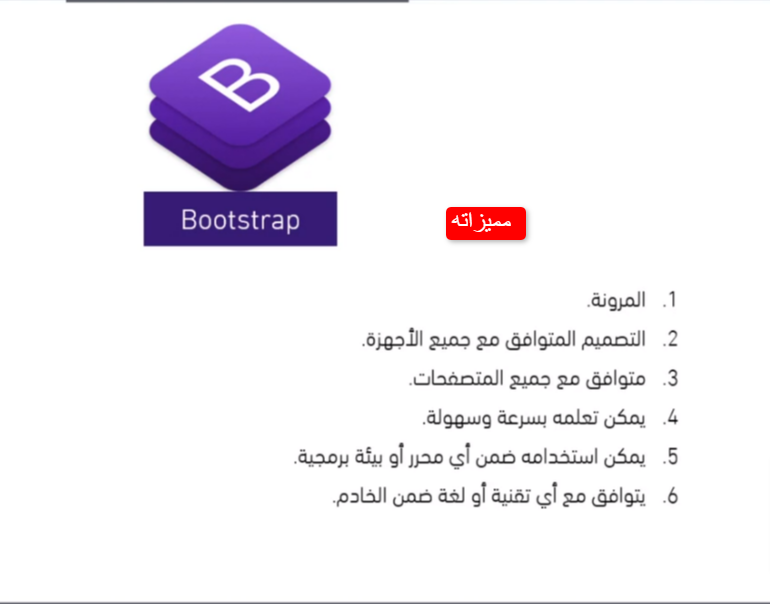 B
Bootstrap
مميزاته
1. المرونة.
2. التصميم المتوافق مع جميع الأجهزة.
3. متوافق مع جميع المتصفحات.
4. يمكن تعلمه بسرعة وسهولة.
5. يمكن استخدامه ضمن أي محرر أو بيئة برمجية.
6. يتوافق مع أي تقنية أو لغة ضمن الخادم.